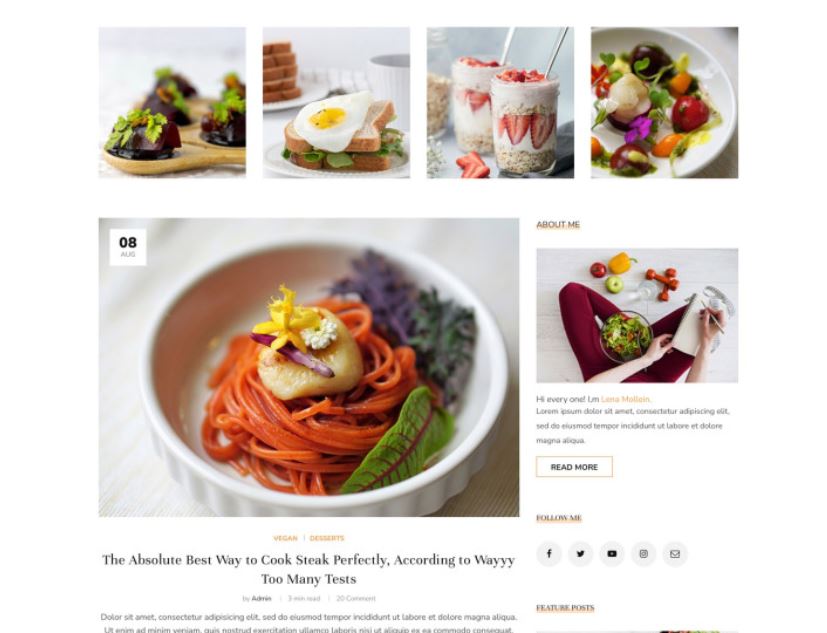 08
AUG
VEGAN | DESSERTS
The Absolute Best Way to Cook Steak Perfectly, According to Wayyy
Too Many Tests
by Admin | 3 min read | 20 Comment
Dolor sit amet, consectetur adipisicing elit, sed do eiusmod tempor incididunt ut labore et dolore magna aliqua.
Ut enim ad minim veniam, quis nostrud exercitation ullamco laboris nisi ut aliquip ex ea commodo consequat.
ABOUT ME
Hi every one! I,m Lena Mollein.
Lorem ipsum dolor sit amet, consectetur adipiscing elit,
sed do eiusmod tempor incididunt ut labore et dolore
magna aliqua.
READ MORE
FOLLOW ME
FEATURE POSTS